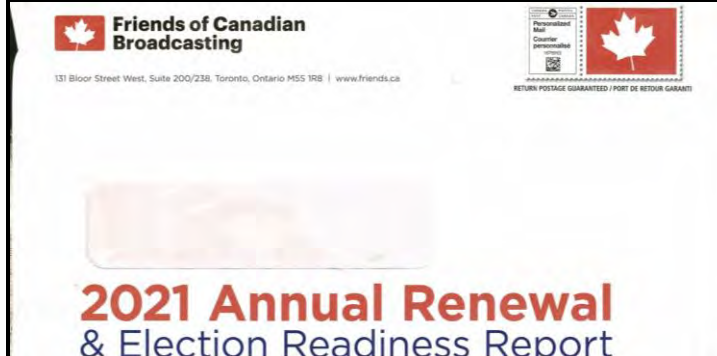 Friends of Canadian
Broadcasting
131 Bloor Street West, Suite 200/238, Toronto, Ontario M5S 1R8 | www.friends.ca
Personalized
Mail
Courrier
personnalisé
RETURN POSTAGE GUARANTEED / PORT DE RETOUR GARANTI
2021 Annual Renewal
& Election Readiness Report